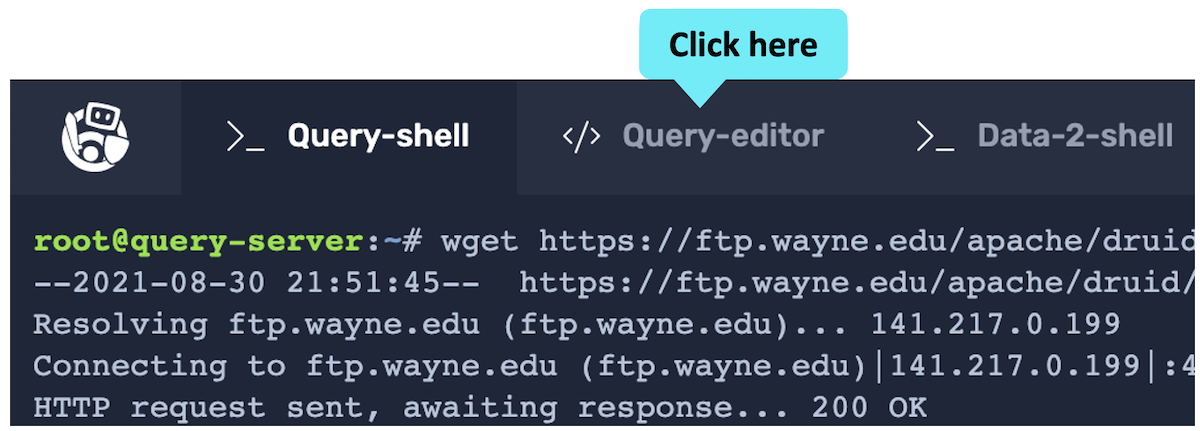 Click here
>_ Query-shell </> Query-editor >_ Data-2-shell
root@query-server:~# wget https://ftp.wayne.edu/apache/druid
--2021-08-30 21:51:45--  https://ftp.wayne.edu/apache/druid/
Resolving ftp.wayne.edu (ftp.wayne.edu)... 141.217.0.199
Connecting to ftp.wayne.edu (ftp.wayne.edu)|141.217.0.199|:4
HTTP request sent, awaiting response... 200 OK